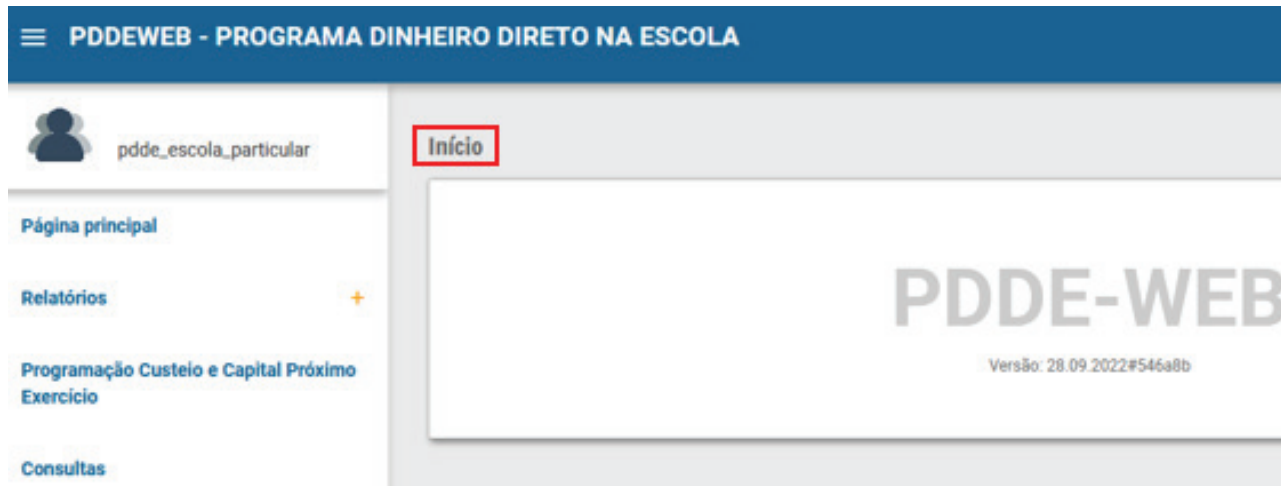 PDDEWEB - PROGRAMA DINHEIRO DIRETO NA ESCOLA
pdde_escola_particular
Página principal
Relatórios +
Programação Custeio e Capital Próximo
Exercício
Consultas
Início
PDDE-WEB
Versão: 28.09.2022#546a8b